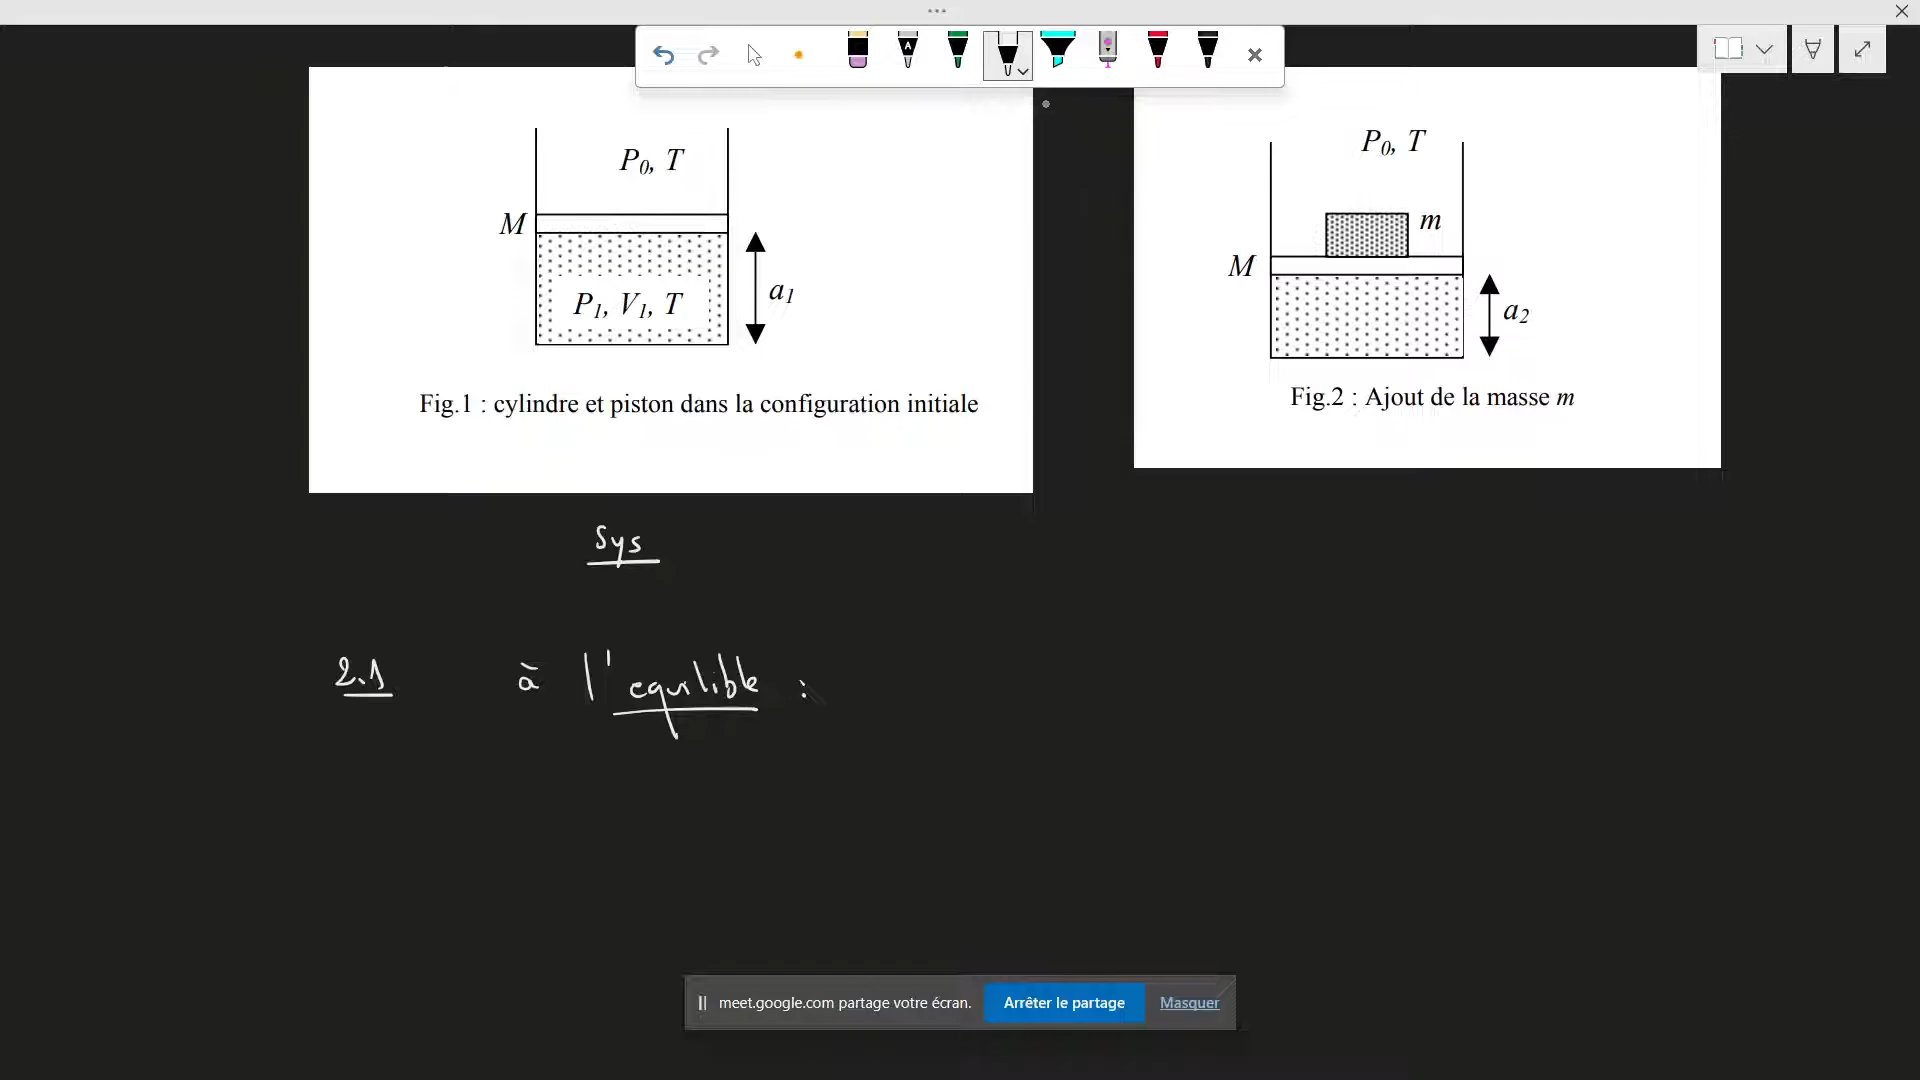 P0, T
M
P1, V1, T
a1
Fig.1 : cylindre et piston dans la configuration initiale
P0, T
m
M
a2
Fig.2 : Ajout de la masse m
Sys
2.1 à l'equilible :
meet.google.com partage votre écran. Arrêter le partage Masquer